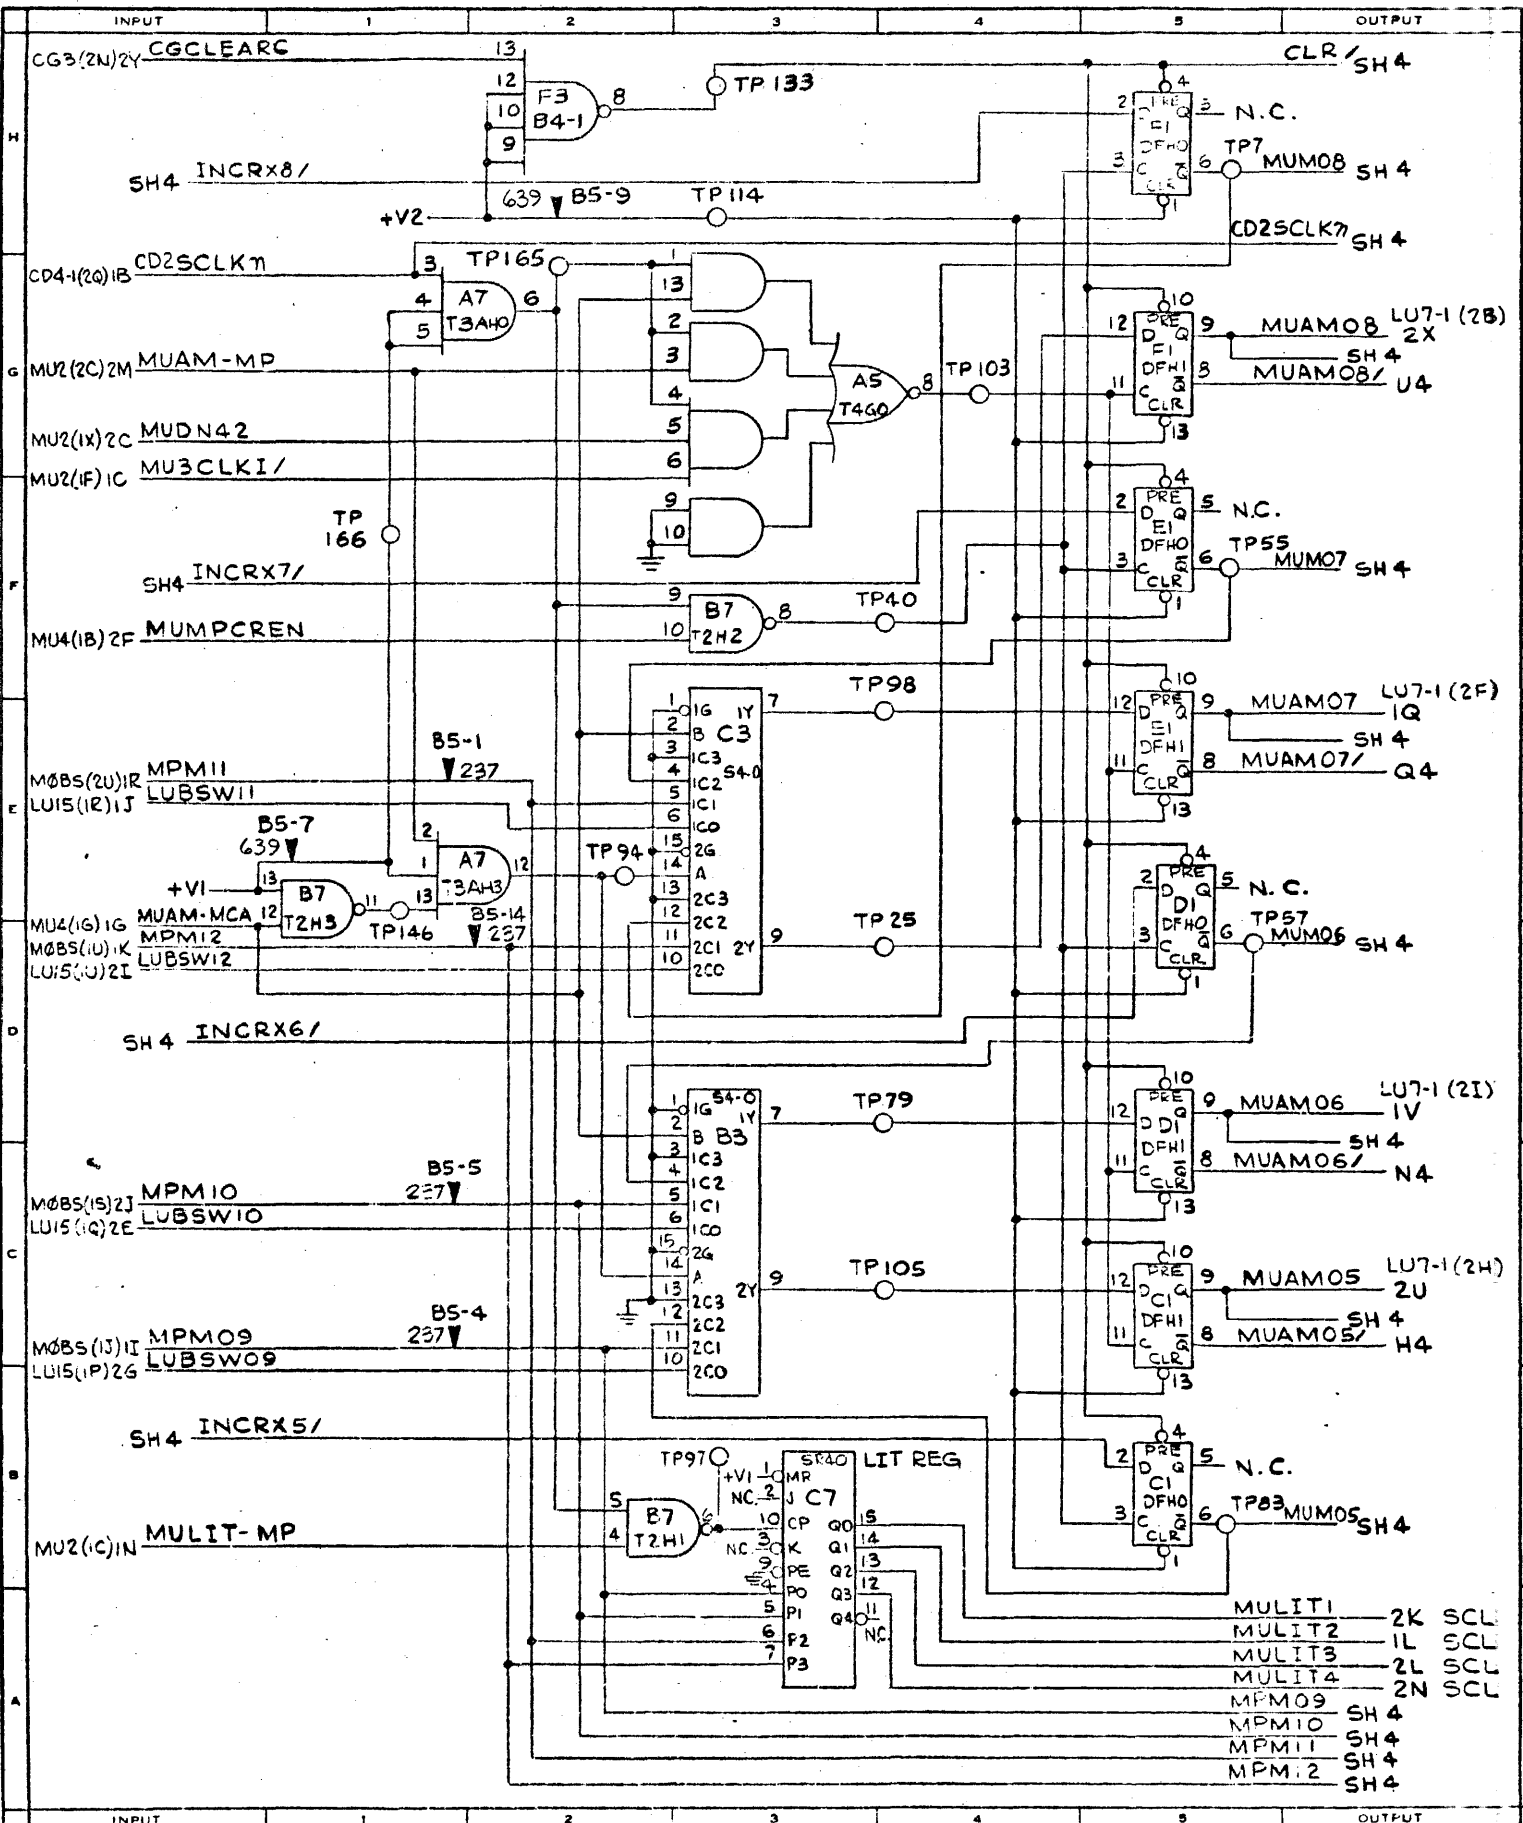 INPUT 1 2 3 4 5 OUTPUT
CG3(2N)2Y CGCLEARC 13
12
10
9
F3
B4-1
8
TP 133
CLR/ SH 4
4
2 PRE 5 N.C.
D Q
F1
DFH0
3 C Q̅ 6
CLR
1
TP7
MUM08 SH 4
H
SH4 INCRX8/
639 B5-9
TP 114
+V2
CD2SCLKη SH 4
CD4-1(2Q)1B CD2SCLKη
3
4
5
A7
T3AH0
6
TP165
1
13
2
3
4
5
6
9
10
A5
T4G0
8
TP103
G
MU2(2C)2M MUAM-MP
MU2(1X)2C MUDN42
MU2(1F)1C MU3CLKI/
10
12 PRE 9
D Q
F1
DFH1
11 C Q̅ 8
CLR
13
MUAM08 LU7-1 (2B)
2X
SH 4
MUAM08/ U4
TP
166
4
2 PRE 5 N.C.
D Q
E1
DFH0
3 C Q̅ 6
CLR
1
TP55
MUM07 SH 4
F
SH4 INCRX7/
MU4(1B)2F MUMPCREN
9
10
B7
T2H2
8
TP40
TP98
1 1G 1Y 7
2 B C3
3 1C3
4 1C2 S4-0
5 1C1
6 1C0
15 2G
14 A
13 2C3
12 2C2
11 2C1 2Y 9
10 2C0
10
12 PRE 9
D Q
E1
DFH1
11 C Q̅ 8
CLR
13
MUAM07 LU7-1 (2F)
1Q
SH 4
MUAM07/ Q4
E
B5-1
237
MØBS(2U)1R MPM11
LU15(1R)1J LUBSW11
B5-7
639
+V1
13
12
B7
T2H3
11
TP146
2
1
13
A7
T3AH3
12
TP 94
MU4(1G)1G MUAM-MCA
B5-14
237
MØBS(1U)1K MPM12
LU15(1U)2I LUBSW12
TP 25
4
2 PRE 5 N.C.
D Q
D1
DFH0
3 C Q̅ 6
CLR
1
TP57
MUM06 SH 4
D
SH 4 INCRX6/
1 1G S4-0 1Y 7
2 B B3
3 1C3
4 1C2
5 1C1
6 1C0
15 2G
14 A
13 2C3
12 2C2
11 2C1
10 2C0
2Y 9
TP79
TP105
10
12 PRE 9
D D1 Q
DFH1
11 C Q̅ 8
CLR
13
MUAM06 LU7-1 (2I)
1V
SH 4
MUAM06/ N4
B5-5
237
MØBS(1S)2J MPM10
LU15(1Q)2E LUBSW10
C
B5-4
237
MØBS(1J)1I MPM09
LU15(1P)2G LUBSW09
10
12 PRE 9
D C1 Q
DFH1
11 C Q̅ 8
CLR
13
MUAM05 LU7-1 (2H)
2U
SH 4
MUAM05/ H4
SH4 INCRX5/
B
TP97
5
4
B7
T2H1
6
MU2(1C)1N MULIT-MP
SR40 LIT REG
+V1 1 MR
NC 2 J C7
10 CP Q0 15
NC 3 K Q1 14
9 PE Q2 13
4 P0 Q3 12
5 P1 Q4 11
NC
6 P2
7 P3
4
2 PRE 5 N.C.
D Q
C1
DFH0
3 C Q̅ 6
CLR
1
TP83
MUM05 SH4
A
MULIT1 2K SCL
MULIT2 1L SCL
MULIT3 2L SCL
MULIT4 2N SCL
MPM09 SH 4
MPM10 SH 4
MPM11 SH 4
MPM12 SH 4
INPUT 1 2 3 4 5 OUTPUT